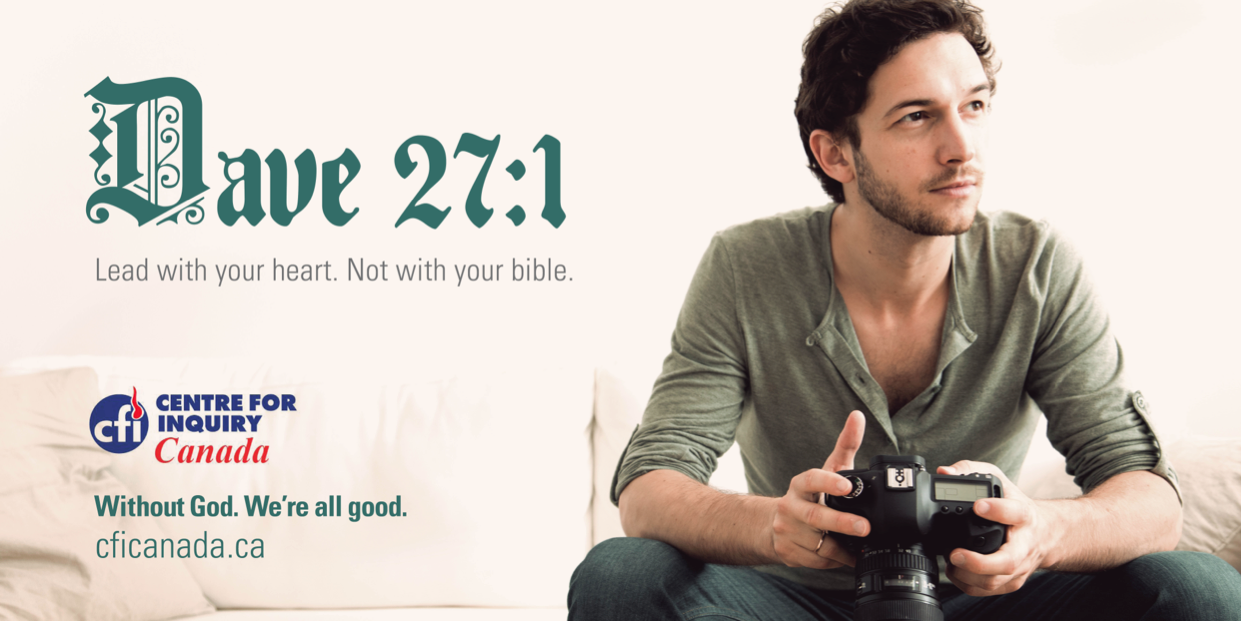 Dave 27:1
Lead with your heart. Not with your bible.
cfi
CENTRE FOR
INQUIRY
Canada
Without God. We're all good.
cficanada.ca